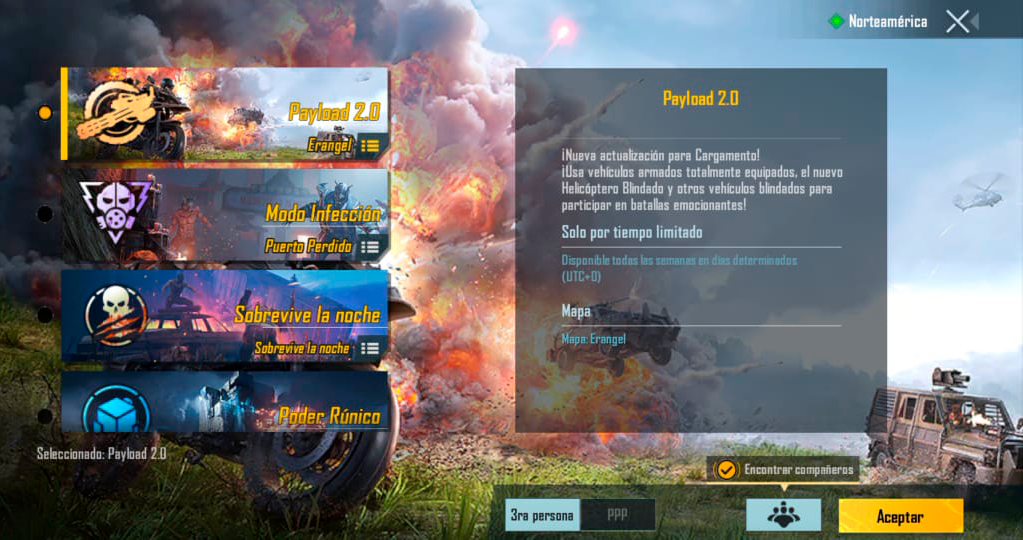 Norteamérica
Payload 2.0
Erangel
Modo Infección
Puerto Perdido
Sobrevive la noche
Sobrevive la noche
Poder Rúnico
Seleccionado: Payload 2.0
Payload 2.0
¡Nueva actualización para Cargamento!
¡Usa vehículos armados totalmente equipados, el nuevo
Helicóptero Blindado y otros vehículos blindados para
participar en batallas emocionantes!
Solo por tiempo limitado
Disponible todas las semanas en días determinados
(UTC+0)
Mapa
Mapa: Erangel
Encontrar compañeros
3ra persona
PPP
Aceptar